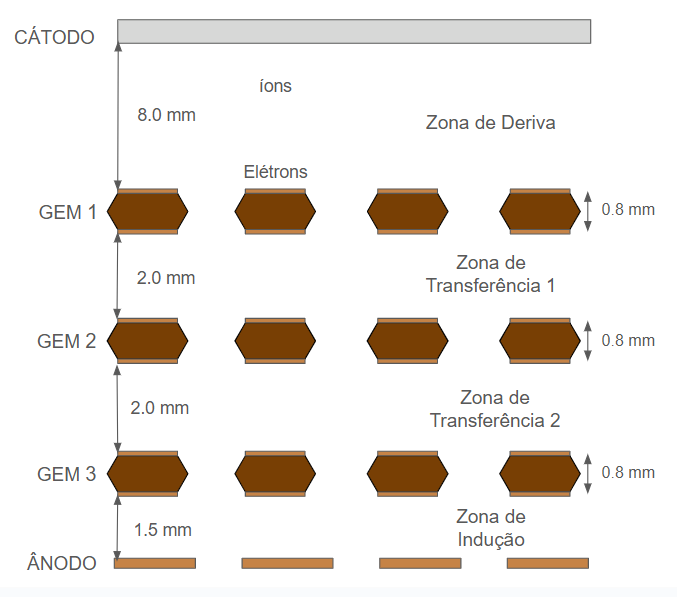 CÁTODO
íons
8.0 mm
Zona de Deriva
Elétrons
GEM 1
0.8 mm
Zona de
Transferência 1
2.0 mm
GEM 2
0.8 mm
Zona de
Transferência 2
2.0 mm
GEM 3
0.8 mm
Zona de
Indução
1.5 mm
ÂNODO